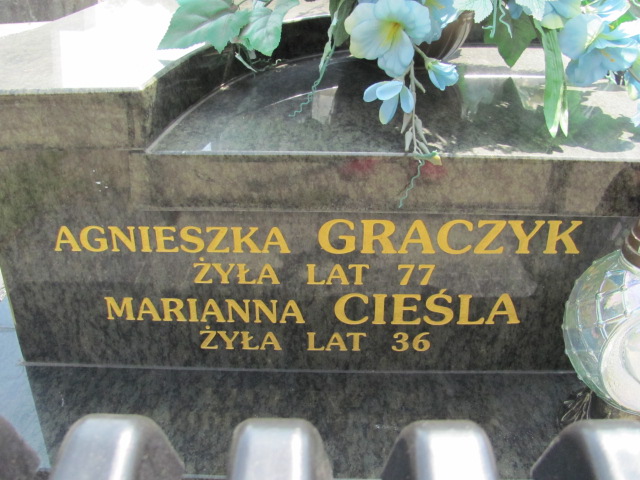 AGNIESZKA GRACZYK
ŻYŁA LAT 77
MARIANNA CIEŚLA
ŻYŁA LAT 36